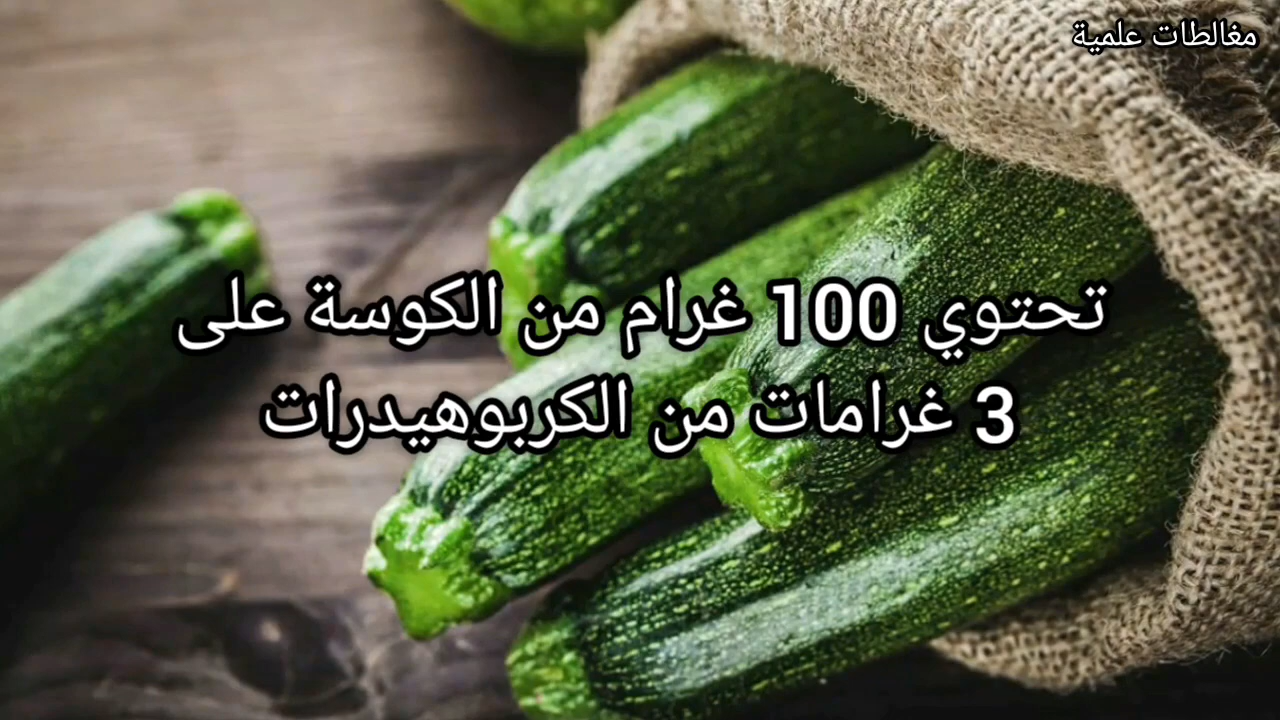 مغالطات علمية
تحتوي 100 غرام من الكوسة على
3 غرامات من الكربوهيدرات